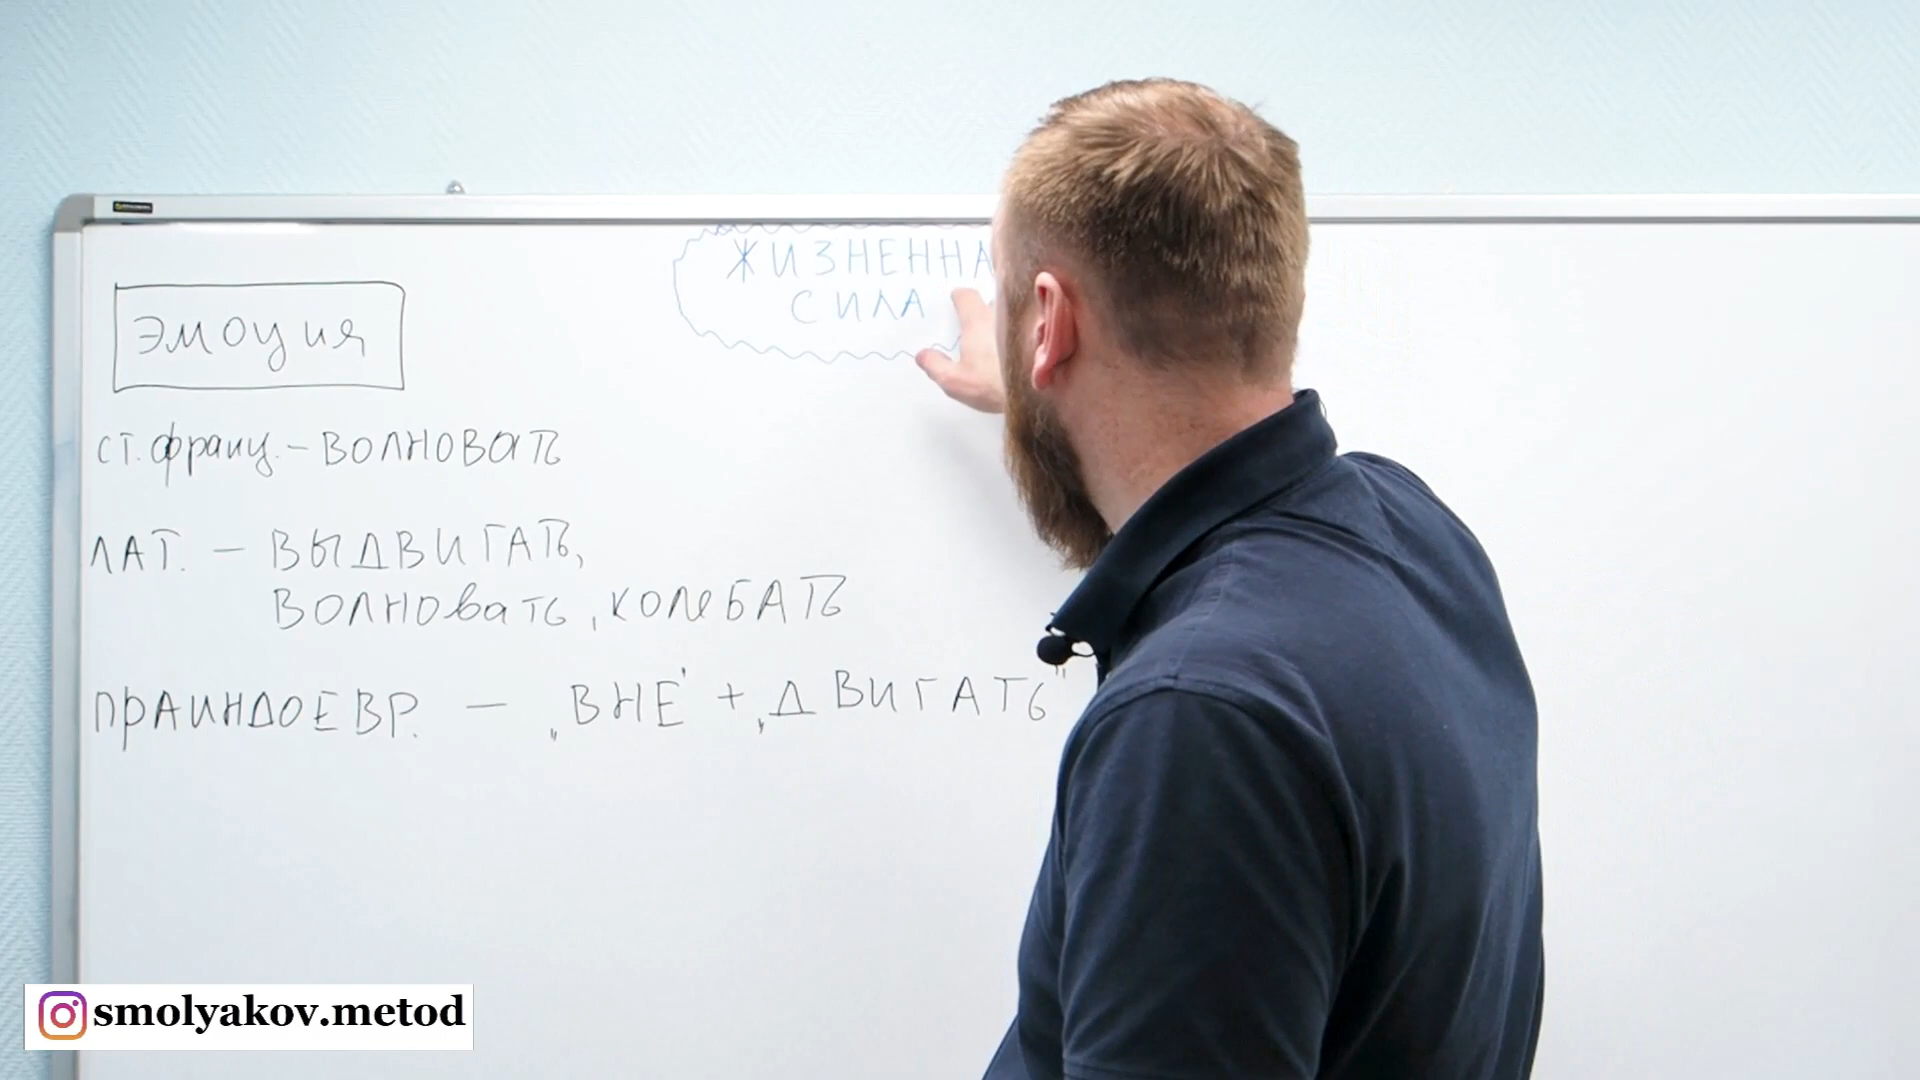 ЖИЗНЕННА
СИЛА
эмоция
ст. франц. – ВОЛНОВАТЬ
ЛАТ. – ВЫДВИГАТЬ,
ВОЛНОВАТЬ, КОЛЕБАТЬ
ПРАИНДОЕВР. – „ВНЕ" + „ДВИГАТЬ"
smolyakov.metod